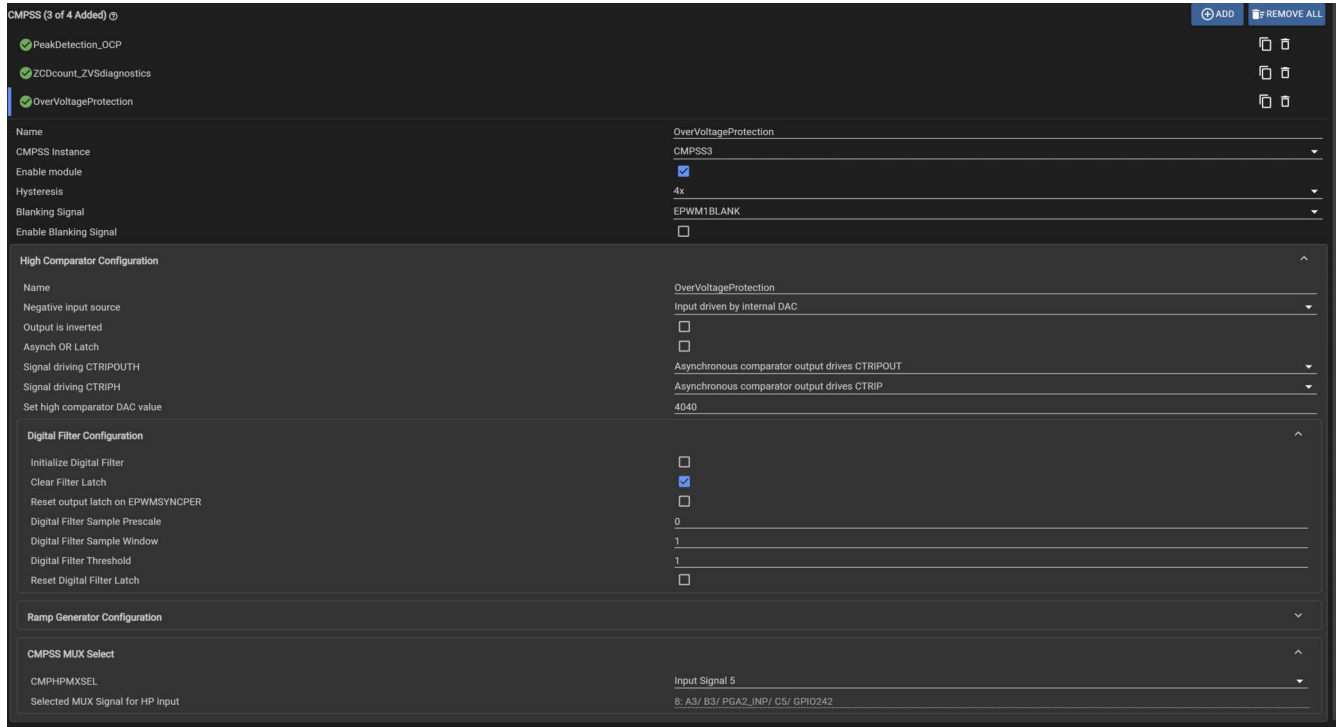 CMPSS (3 of 4 Added)
ADD REMOVE ALL
PeakDetection_OCP
ZCDcount_ZVSdiagnostics
OverVoltageProtection
Name OverVoltageProtection
CMPSS Instance CMPSS3
Enable module
Hysteresis 4x
Blanking Signal EPWM1BLANK
Enable Blanking Signal
High Comparator Configuration
Name OverVoltageProtection
Negative input source Input driven by internal DAC
Output is inverted
Asynch OR Latch
Signal driving CTRIPOUTH Asynchronous comparator output drives CTRIPOUT
Signal driving CTRIPH Asynchronous comparator output drives CTRIP
Set high comparator DAC value 4040
Digital Filter Configuration
Initialize Digital Filter
Clear Filter Latch
Reset output latch on EPWMSYNCPER
Digital Filter Sample Prescale 0
Digital Filter Sample Window 1
Digital Filter Threshold 1
Reset Digital Filter Latch
Ramp Generator Configuration
CMPSS MUX Select
CMPHPMXSEL Input Signal 5
Selected MUX Signal for HP input 8: A3/ B3/ PGA2_INP/ C5/ GPIO242